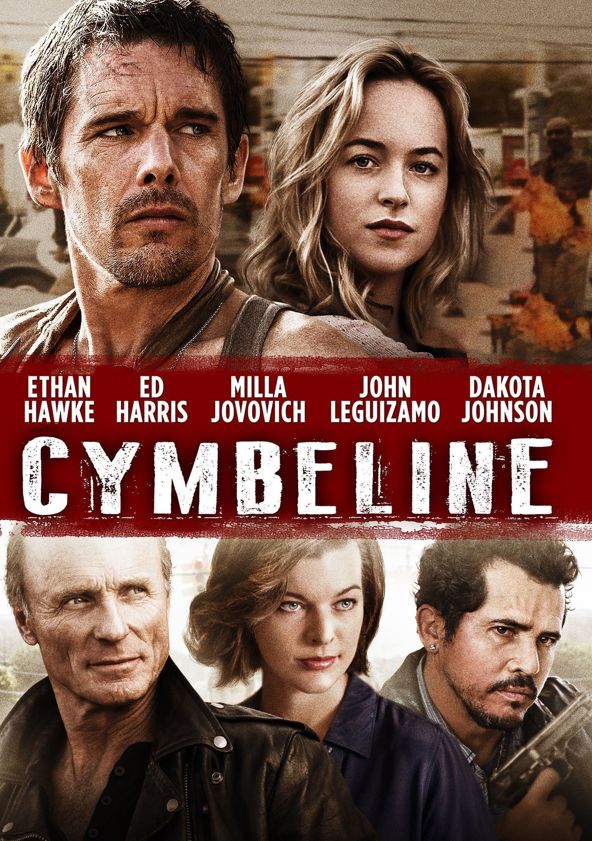 ETHAN ED MILLA JOHN DAKOTA
HAWKE HARRIS JOVOVICH LEGUIZAMO JOHNSON
CYMBELINE